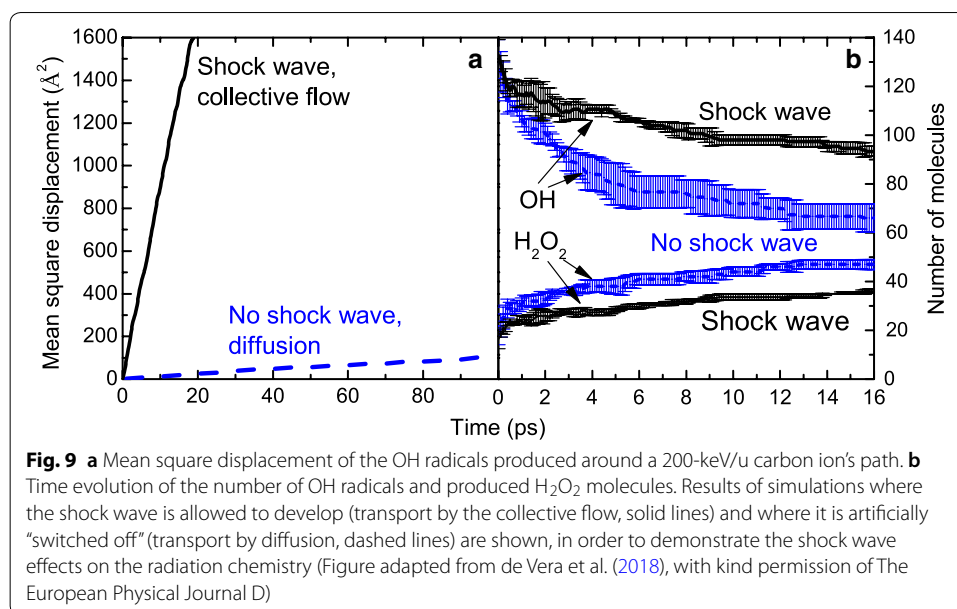 Mean square displacement (Å²)
1600
1400
1200
1000
800
600
400
200
0
a
Shock wave,
collective flow
No shock wave,
diffusion
0 20 40 60 80
b
Shock wave
OH
No shock wave
H₂O₂
Shock wave
0 2 4 6 8 10 12 14 16
140
120
100
80
60
40
20
0
Number of molecules
Time (ps)
Fig. 9 a Mean square displacement of the OH radicals produced around a 200-keV/u carbon ion's path. b
Time evolution of the number of OH radicals and produced H₂O₂ molecules. Results of simulations where
the shock wave is allowed to develop (transport by the collective flow, solid lines) and where it is artificially
"switched off" (transport by diffusion, dashed lines) are shown, in order to demonstrate the shock wave
effects on the radiation chemistry (Figure adapted from de Vera et al. (2018), with kind permission of The
European Physical Journal D)